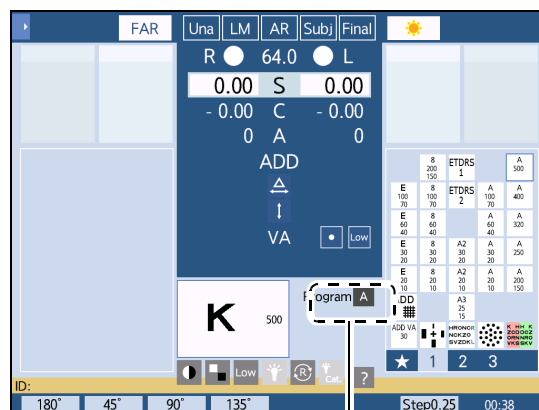 FAR
Una LM AR Subj Final
R 64.0 L
0.00 S 0.00
- 0.00 C - 0.00
0 A 0
ADD
VA Low
K 500
Program A
Low R Cat. ?
8 200 150 ETDRS 1 A 500
E 100 70 8 100 70 ETDRS 2 A 100 70 A 400
E 60 40 8 60 40 A 60 40 A 320
E 30 20 8 30 20 A2 30 20 A 30 20 A 250
E 20 10 8 20 10 A2 20 10 A 20 10 A 200 150
ADD A3 25 15
ADD VA 30 HRONCR NCKZO SVZDKL
1 2 3
ID:
180° 45° 90° 135° Step0.25 00:38